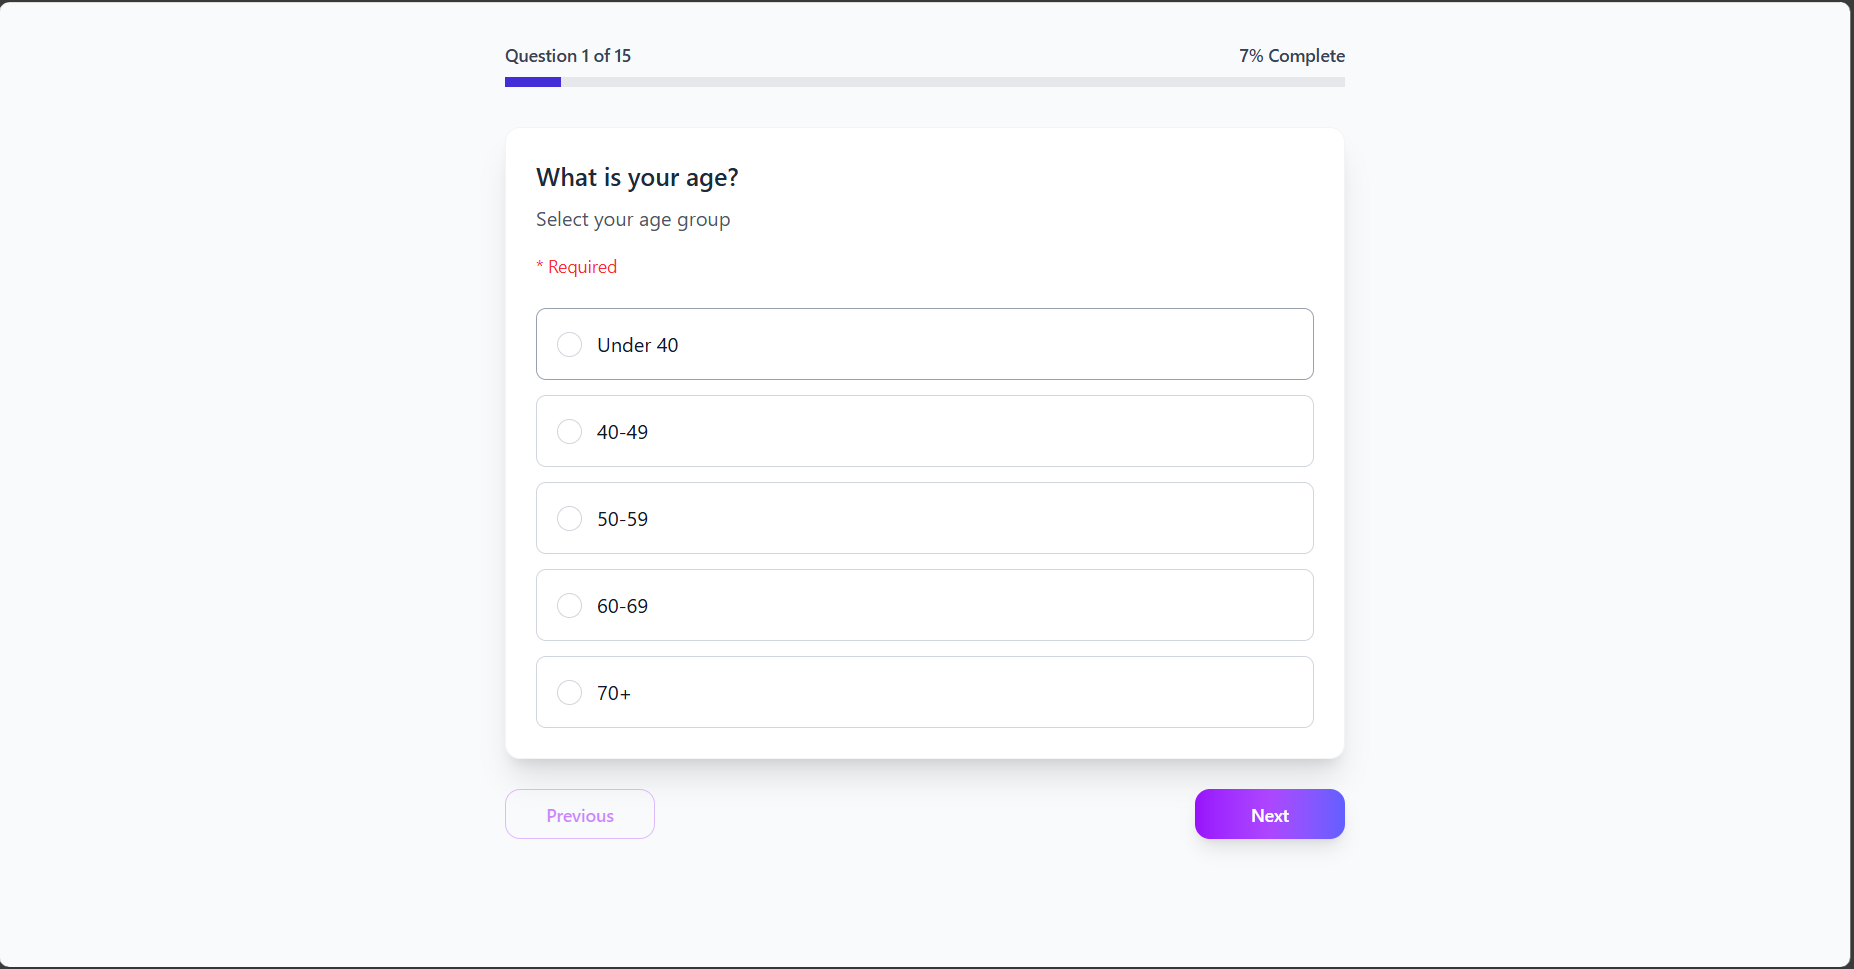 Question 1 of 15
7% Complete
What is your age?
Select your age group
* Required
Under 40
40-49
50-59
60-69
70+
Previous
Next